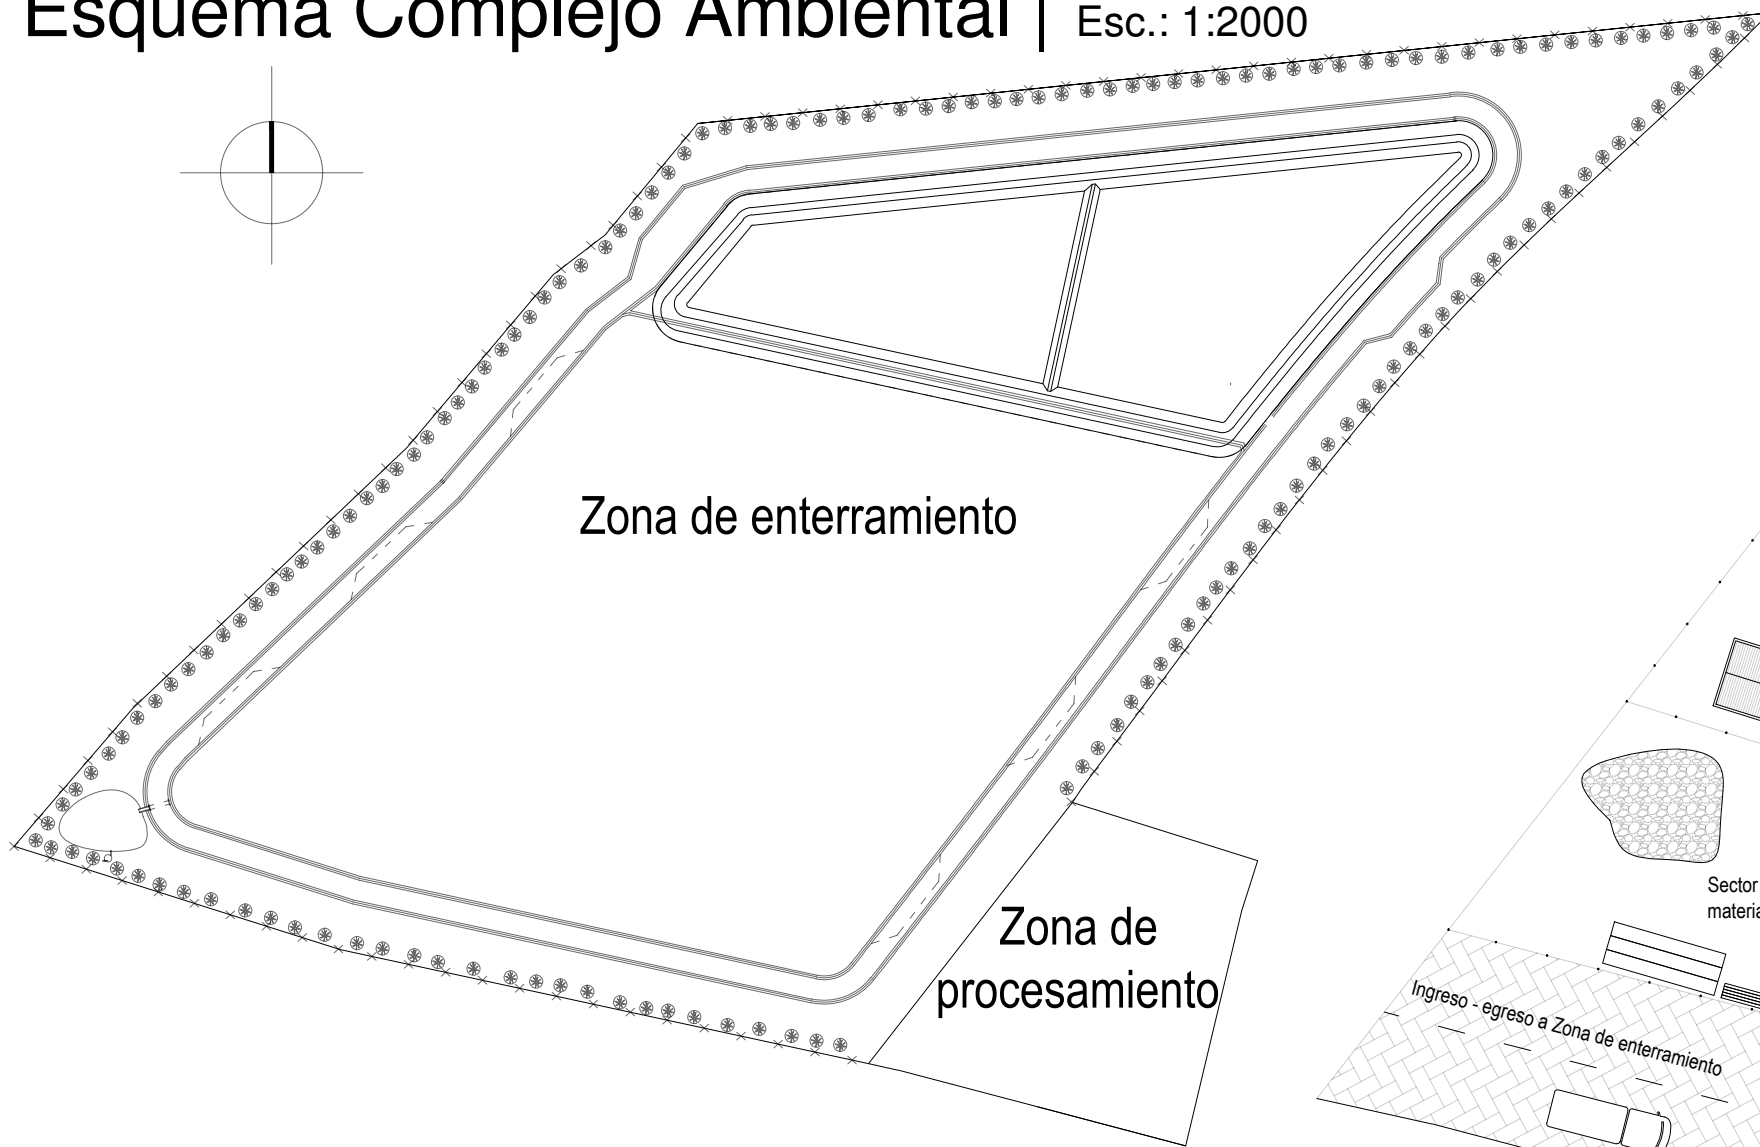 Esquema Complejo Ambiental |
Esc.: 1:2000
Zona de enterramiento
Zona de
procesamiento
Sector
Ingreso - egreso a Zona de enterramiento